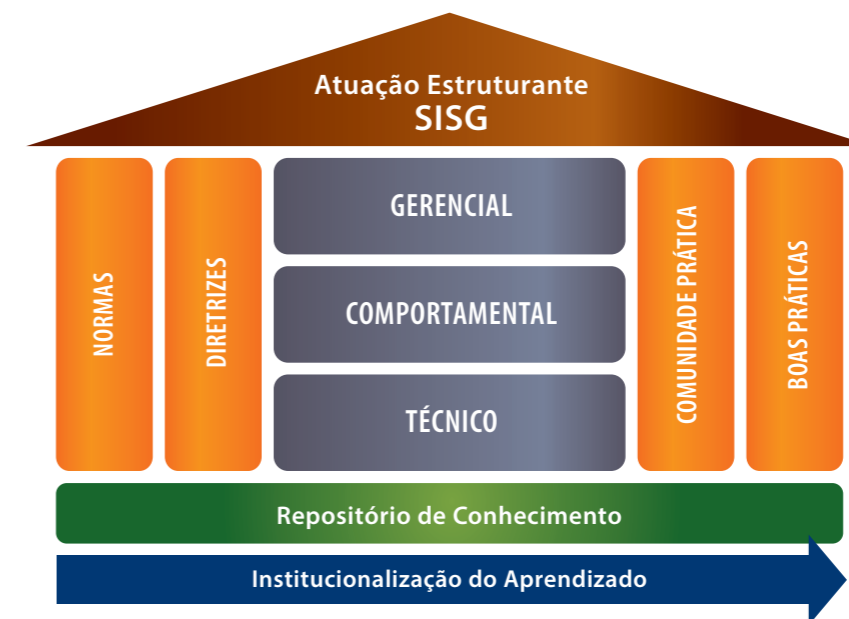 Atuação Estruturante
SISG
NORMAS
DIRETRIZES
GERENCIAL
COMPORTAMENTAL
TÉCNICO
COMUNIDADE PRÁTICA
BOAS PRÁTICAS
Repositório de Conhecimento
Institucionalização do Aprendizado